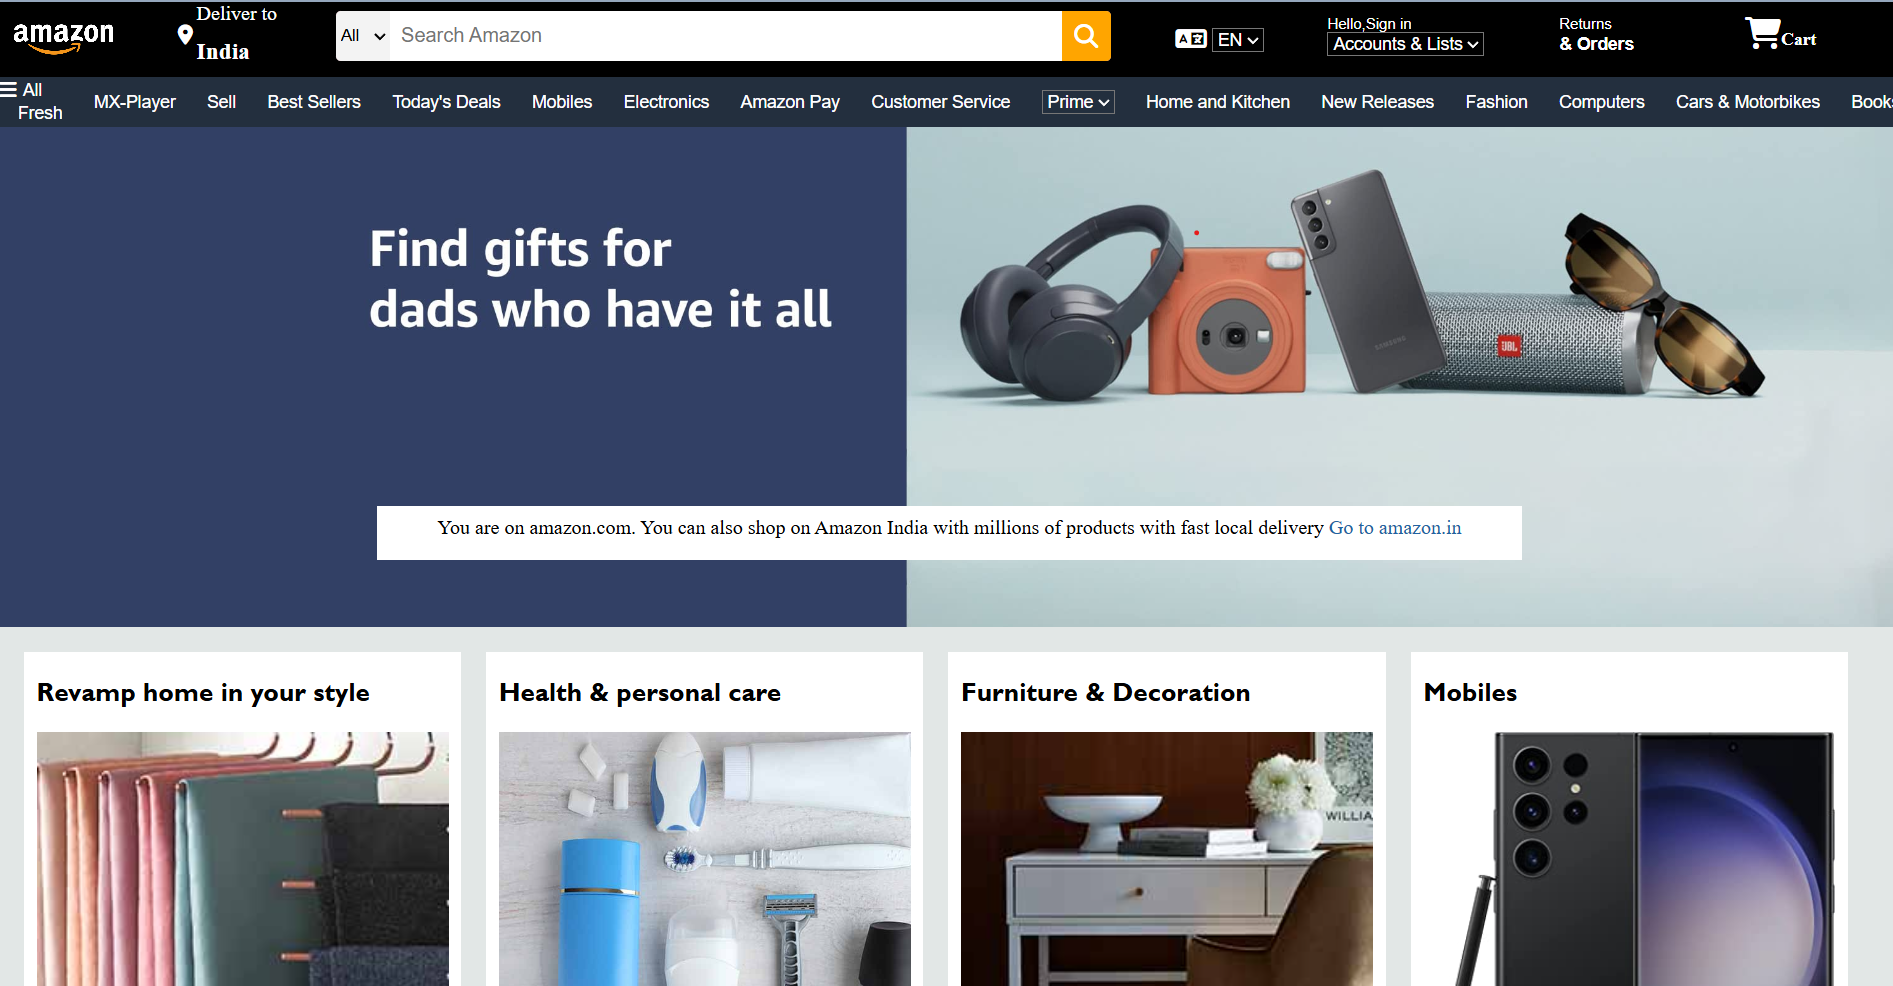 amazon
Deliver to
India
All
Search Amazon
EN
Hello,Sign in
Accounts & Lists
Returns
& Orders
Cart
All
Fresh
MX-Player
Sell
Best Sellers
Today's Deals
Mobiles
Electronics
Amazon Pay
Customer Service
Prime
Home and Kitchen
New Releases
Fashion
Computers
Cars & Motorbikes
Books
Find gifts for
dads who have it all
SAMSUNG
JBL
You are on amazon.com. You can also shop on Amazon India with millions of products with fast local delivery Go to amazon.in
Revamp home in your style
Health & personal care
Furniture & Decoration
Mobiles
WILLIA